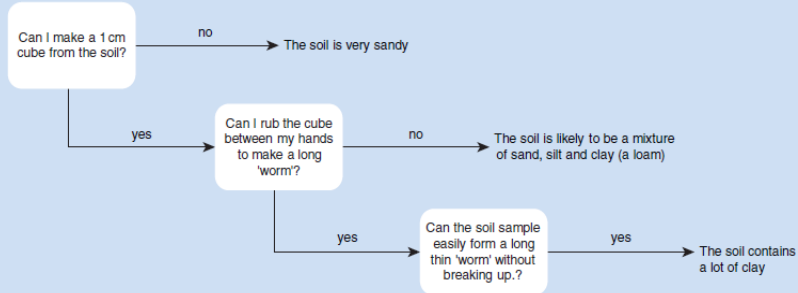 Can I make a 1 cm
cube from the soil?
no
The soil is very sandy
yes
Can I rub the cube
between my hands
to make a long
'worm'?
no
The soil is likely to be a mixture
of sand, silt and clay (a loam)
yes
Can the soil sample
easily form a long
thin 'worm' without
breaking up.?
yes
The soil contains
a lot of clay